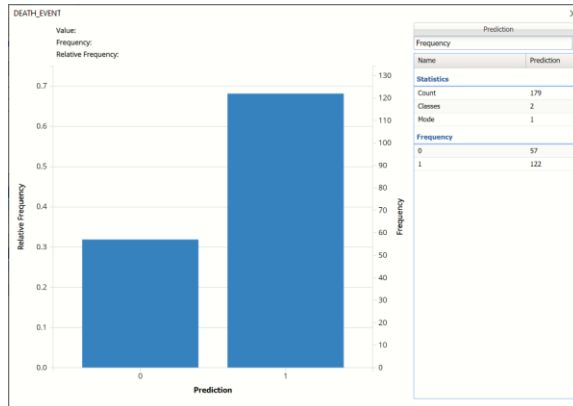 DEATH_EVENT
Value:
Frequency:
Relative Frequency:
Relative Frequency
0.7
0.6
0.5
0.4
0.3
0.2
0.1
0.0
130
120
110
100
90
80
70
60
50
40
30
20
10
0
Frequency
0 1
Prediction
Prediction
Frequency
Name Prediction
Statistics
Count 179
Classes 2
Mode 1
Frequency
0 57
1 122